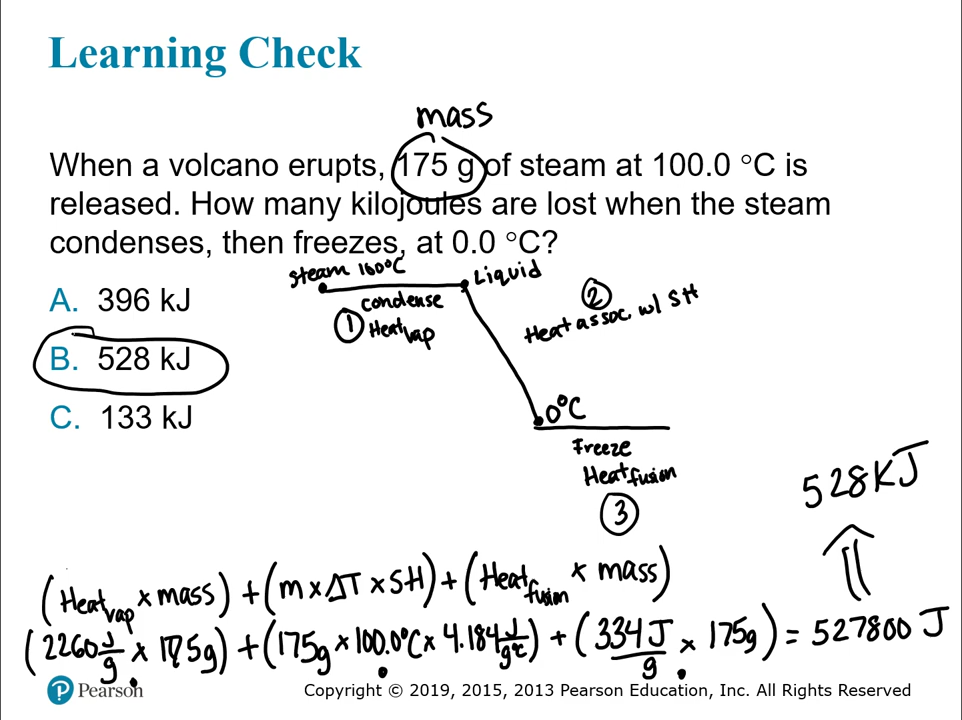 Learning Check
mass
When a volcano erupts, 175 g of steam at 100.0 °C is
released. How many kilojoules are lost when the steam
condenses, then freezes, at 0.0 °C?
Steam 100°C
Liquid
A. 396 kJ
condense
① Heat vap
② Heat assoc. w/ SH
B. 528 kJ
C. 133 kJ
0°C
Freeze
Heat fusion
③
528 KJ
(Heat vap x mass) + (m x ΔT x SH) + (Heat fusion x mass)
(2260 J/g x 175g) + (175g x 100.0°C x 4.184 J/g°C) + (334 J/g x 175g) = 527800 J
Pearson
Copyright © 2019, 2015, 2013 Pearson Education, Inc. All Rights Reserved